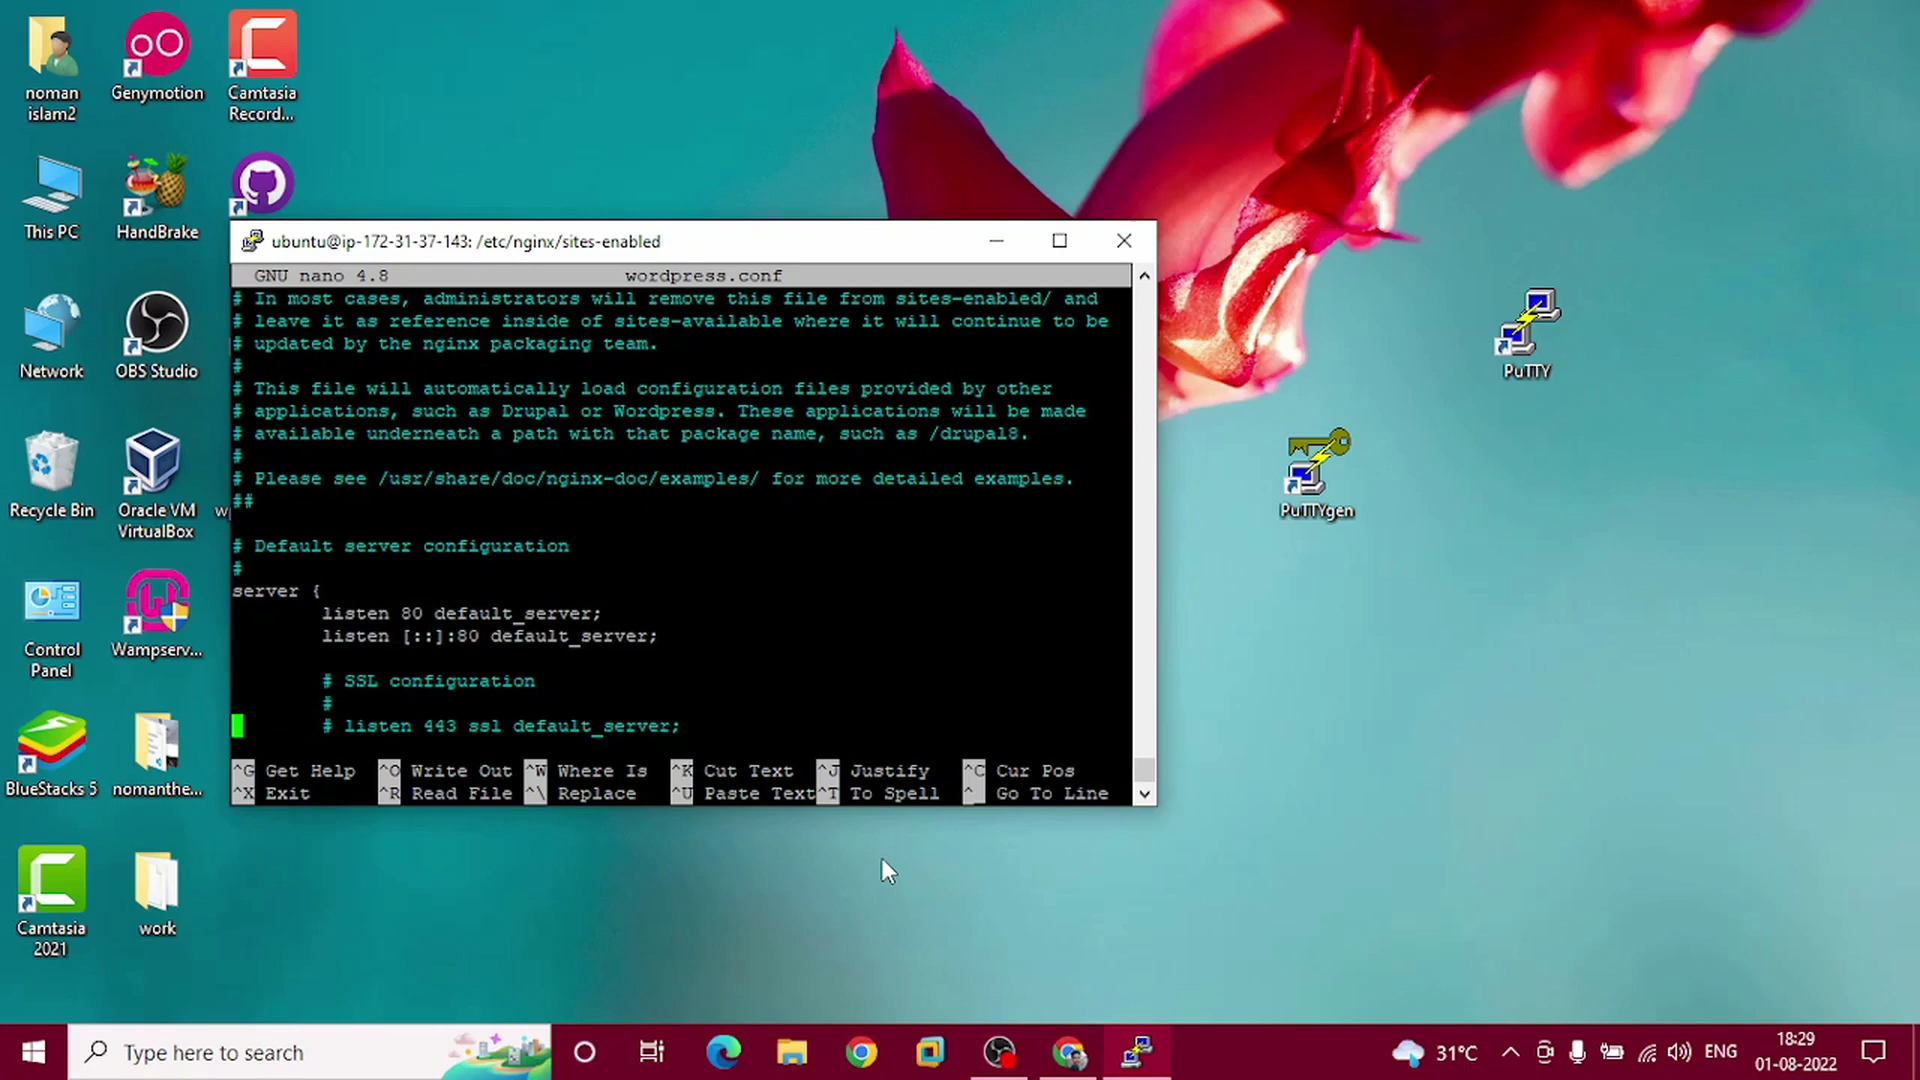 noman
islam2
Genymotion
Camtasia
Record...
This PC
HandBrake
Network
OBS Studio
Recycle Bin
Oracle VM
VirtualBox
Control
Panel
Wampserv...
BlueStacks 5
nomanthe...
Camtasia
2021
work
ubuntu@ip-172-31-37-143: /etc/nginx/sites-enabled
GNU nano 4.8 wordpress.conf
# In most cases, administrators will remove this file from sites-enabled/ and
# leave it as reference inside of sites-available where it will continue to be
# updated by the nginx packaging team.
#
# This file will automatically load configuration files provided by other
# applications, such as Drupal or Wordpress. These applications will be made
# available underneath a path with that package name, such as /drupal8.
#
# Please see /usr/share/doc/nginx-doc/examples/ for more detailed examples.
##
# Default server configuration
#
server {
listen 80 default_server;
listen [::]:80 default_server;
# SSL configuration
#
# listen 443 ssl default_server;
^G Get Help ^O Write Out ^W Where Is ^K Cut Text ^J Justify ^C Cur Pos
^X Exit ^R Read File ^\ Replace ^U Paste Text ^T To Spell ^_ Go To Line
PuTTY
PuTTYgen
Type here to search
31°C
ENG
18:29
01-08-2022